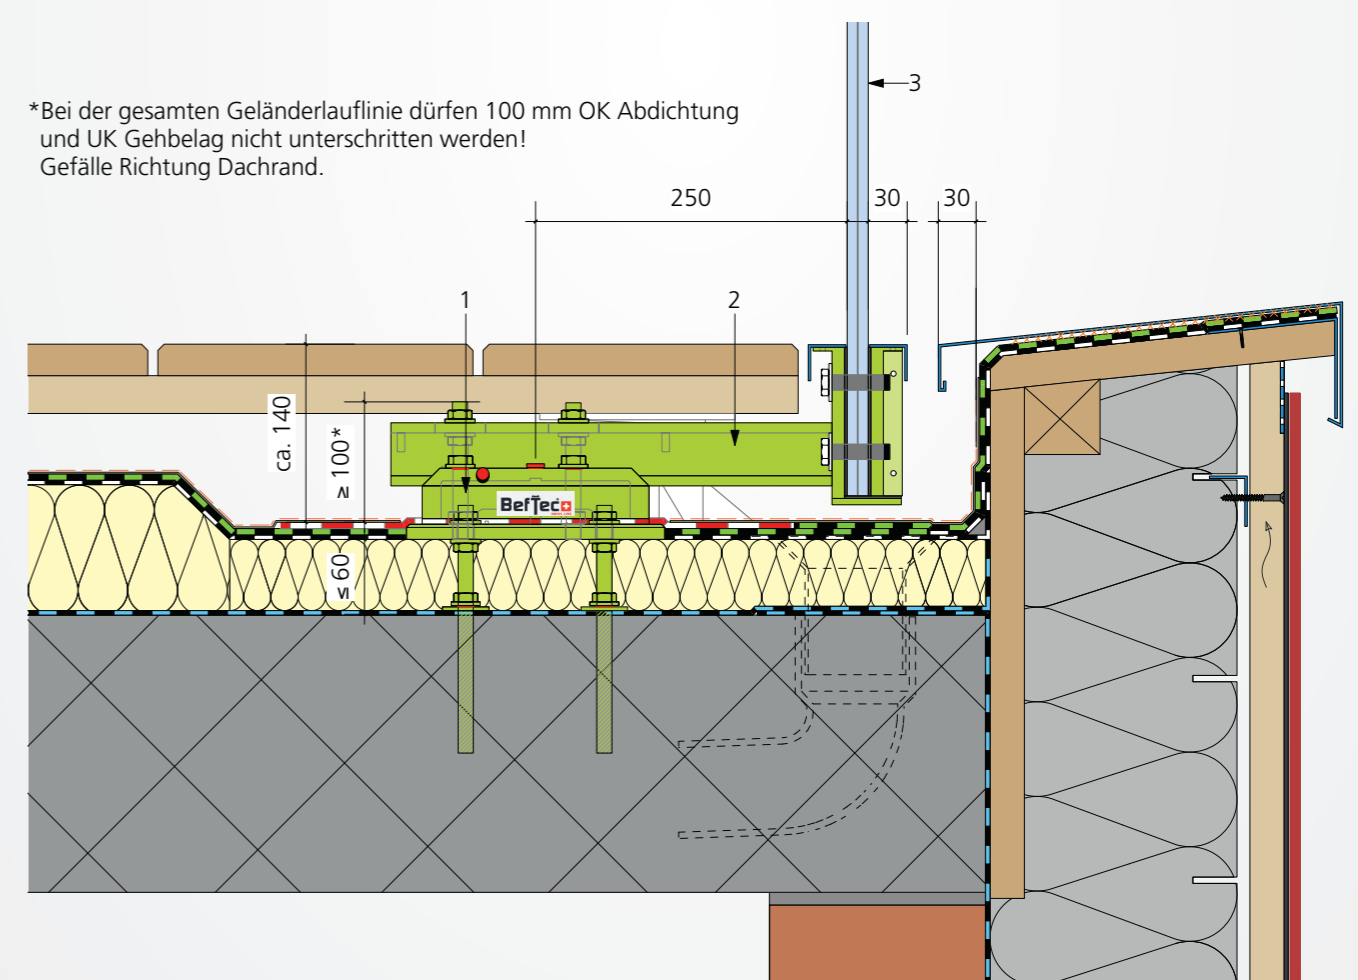 3
*Bei der gesamten Geländerlauflinie dürfen 100 mm OK Abdichtung
und UK Gehbelag nicht unterschritten werden!
Gefälle Richtung Dachrand.
250
30
30
1
2
ca. 140
≥ 100*
≤ 60
BefTec